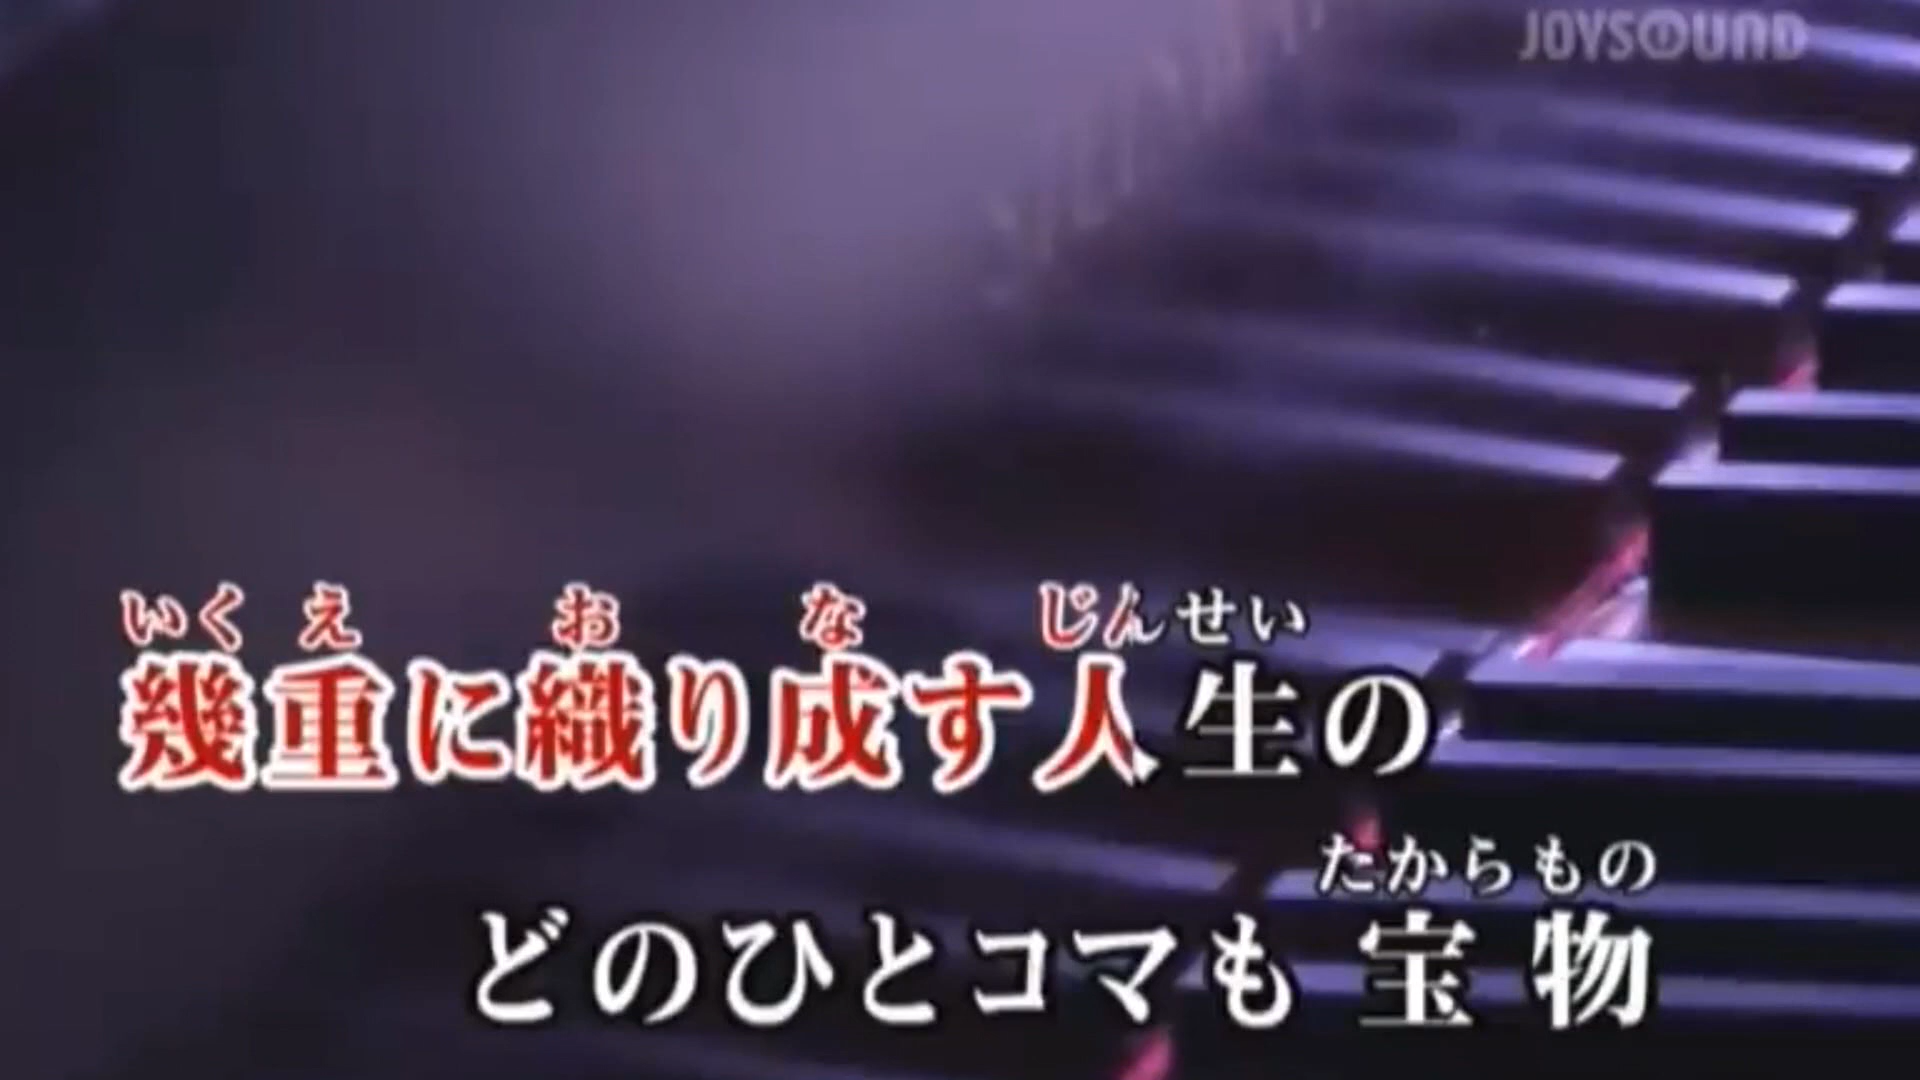 JOYSOUND
いくえ お な じんせい
幾重に織り成す人生の
たからもの
どのひとコマも宝物